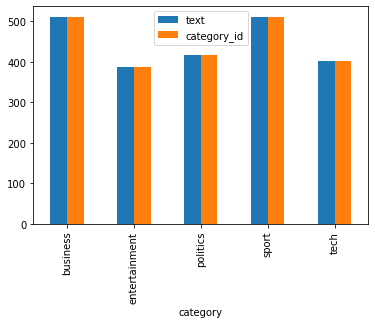 text
category_id
500
400
300
200
100
0
business
entertainment
politics
sport
tech
category